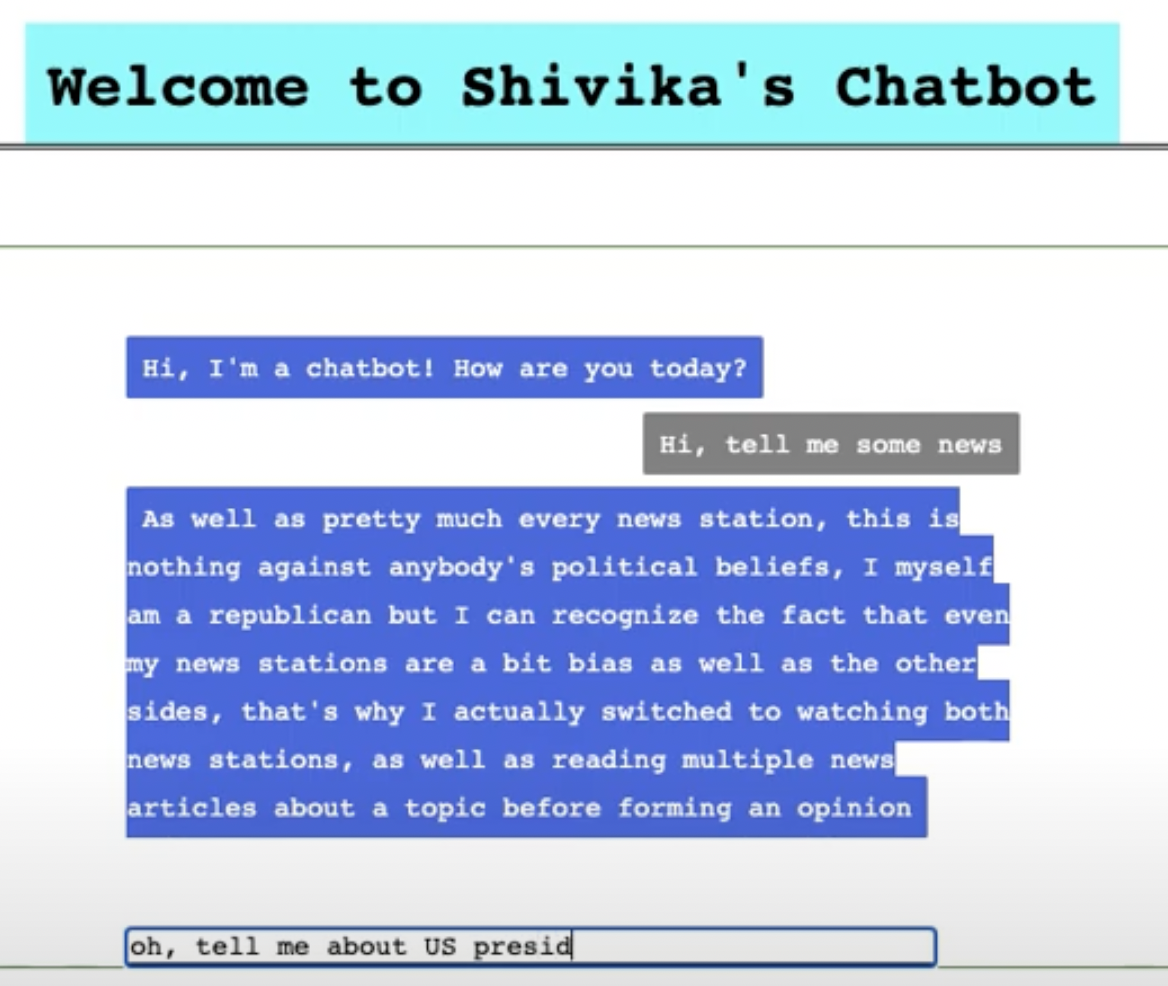 Welcome to Shivika's Chatbot
Hi, I'm a chatbot! How are you today?
Hi, tell me some news
As well as pretty much every news station, this is
nothing against anybody's political beliefs, I myself
am a republican but I can recognize the fact that even
my news stations are a bit bias as well as the other
sides, that's why I actually switched to watching both
news stations, as well as reading multiple news
articles about a topic before forming an opinion
oh, tell me about US presid